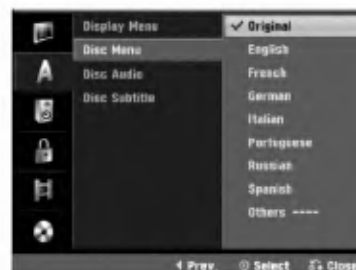 Display Menu
Disc Menu
Disc Audio
Disc Subtitle
✓ Original
English
French
German
Italian
Portuguese
Russian
Spanish
Others ----
Prev. Select Close